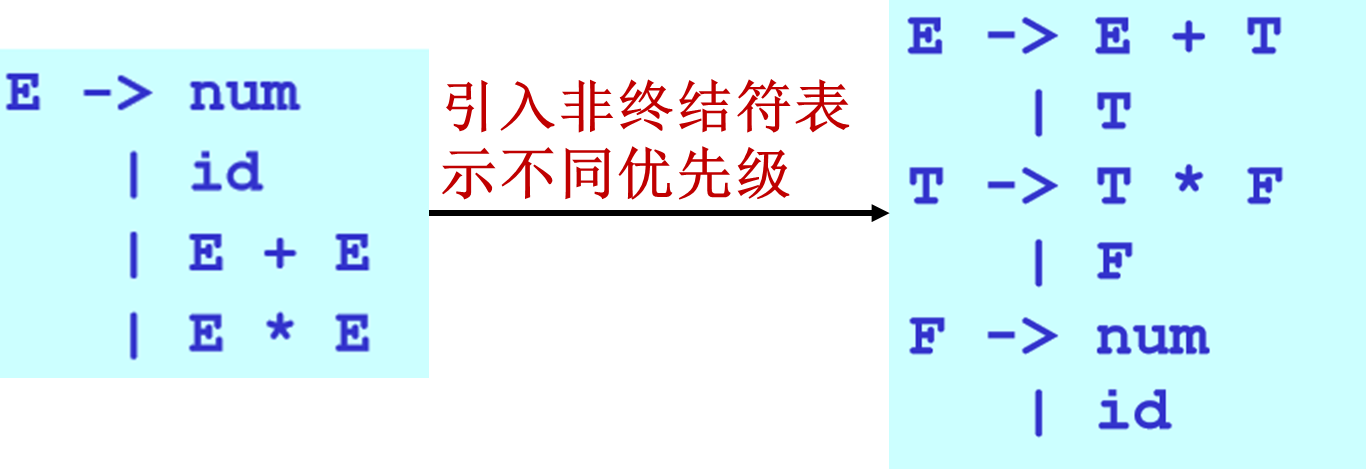 E -> num
| id
| E + E
| E * E
引入非终结符表
示不同优先级
E -> E + T
| T
T -> T * F
| F
F -> num
| id